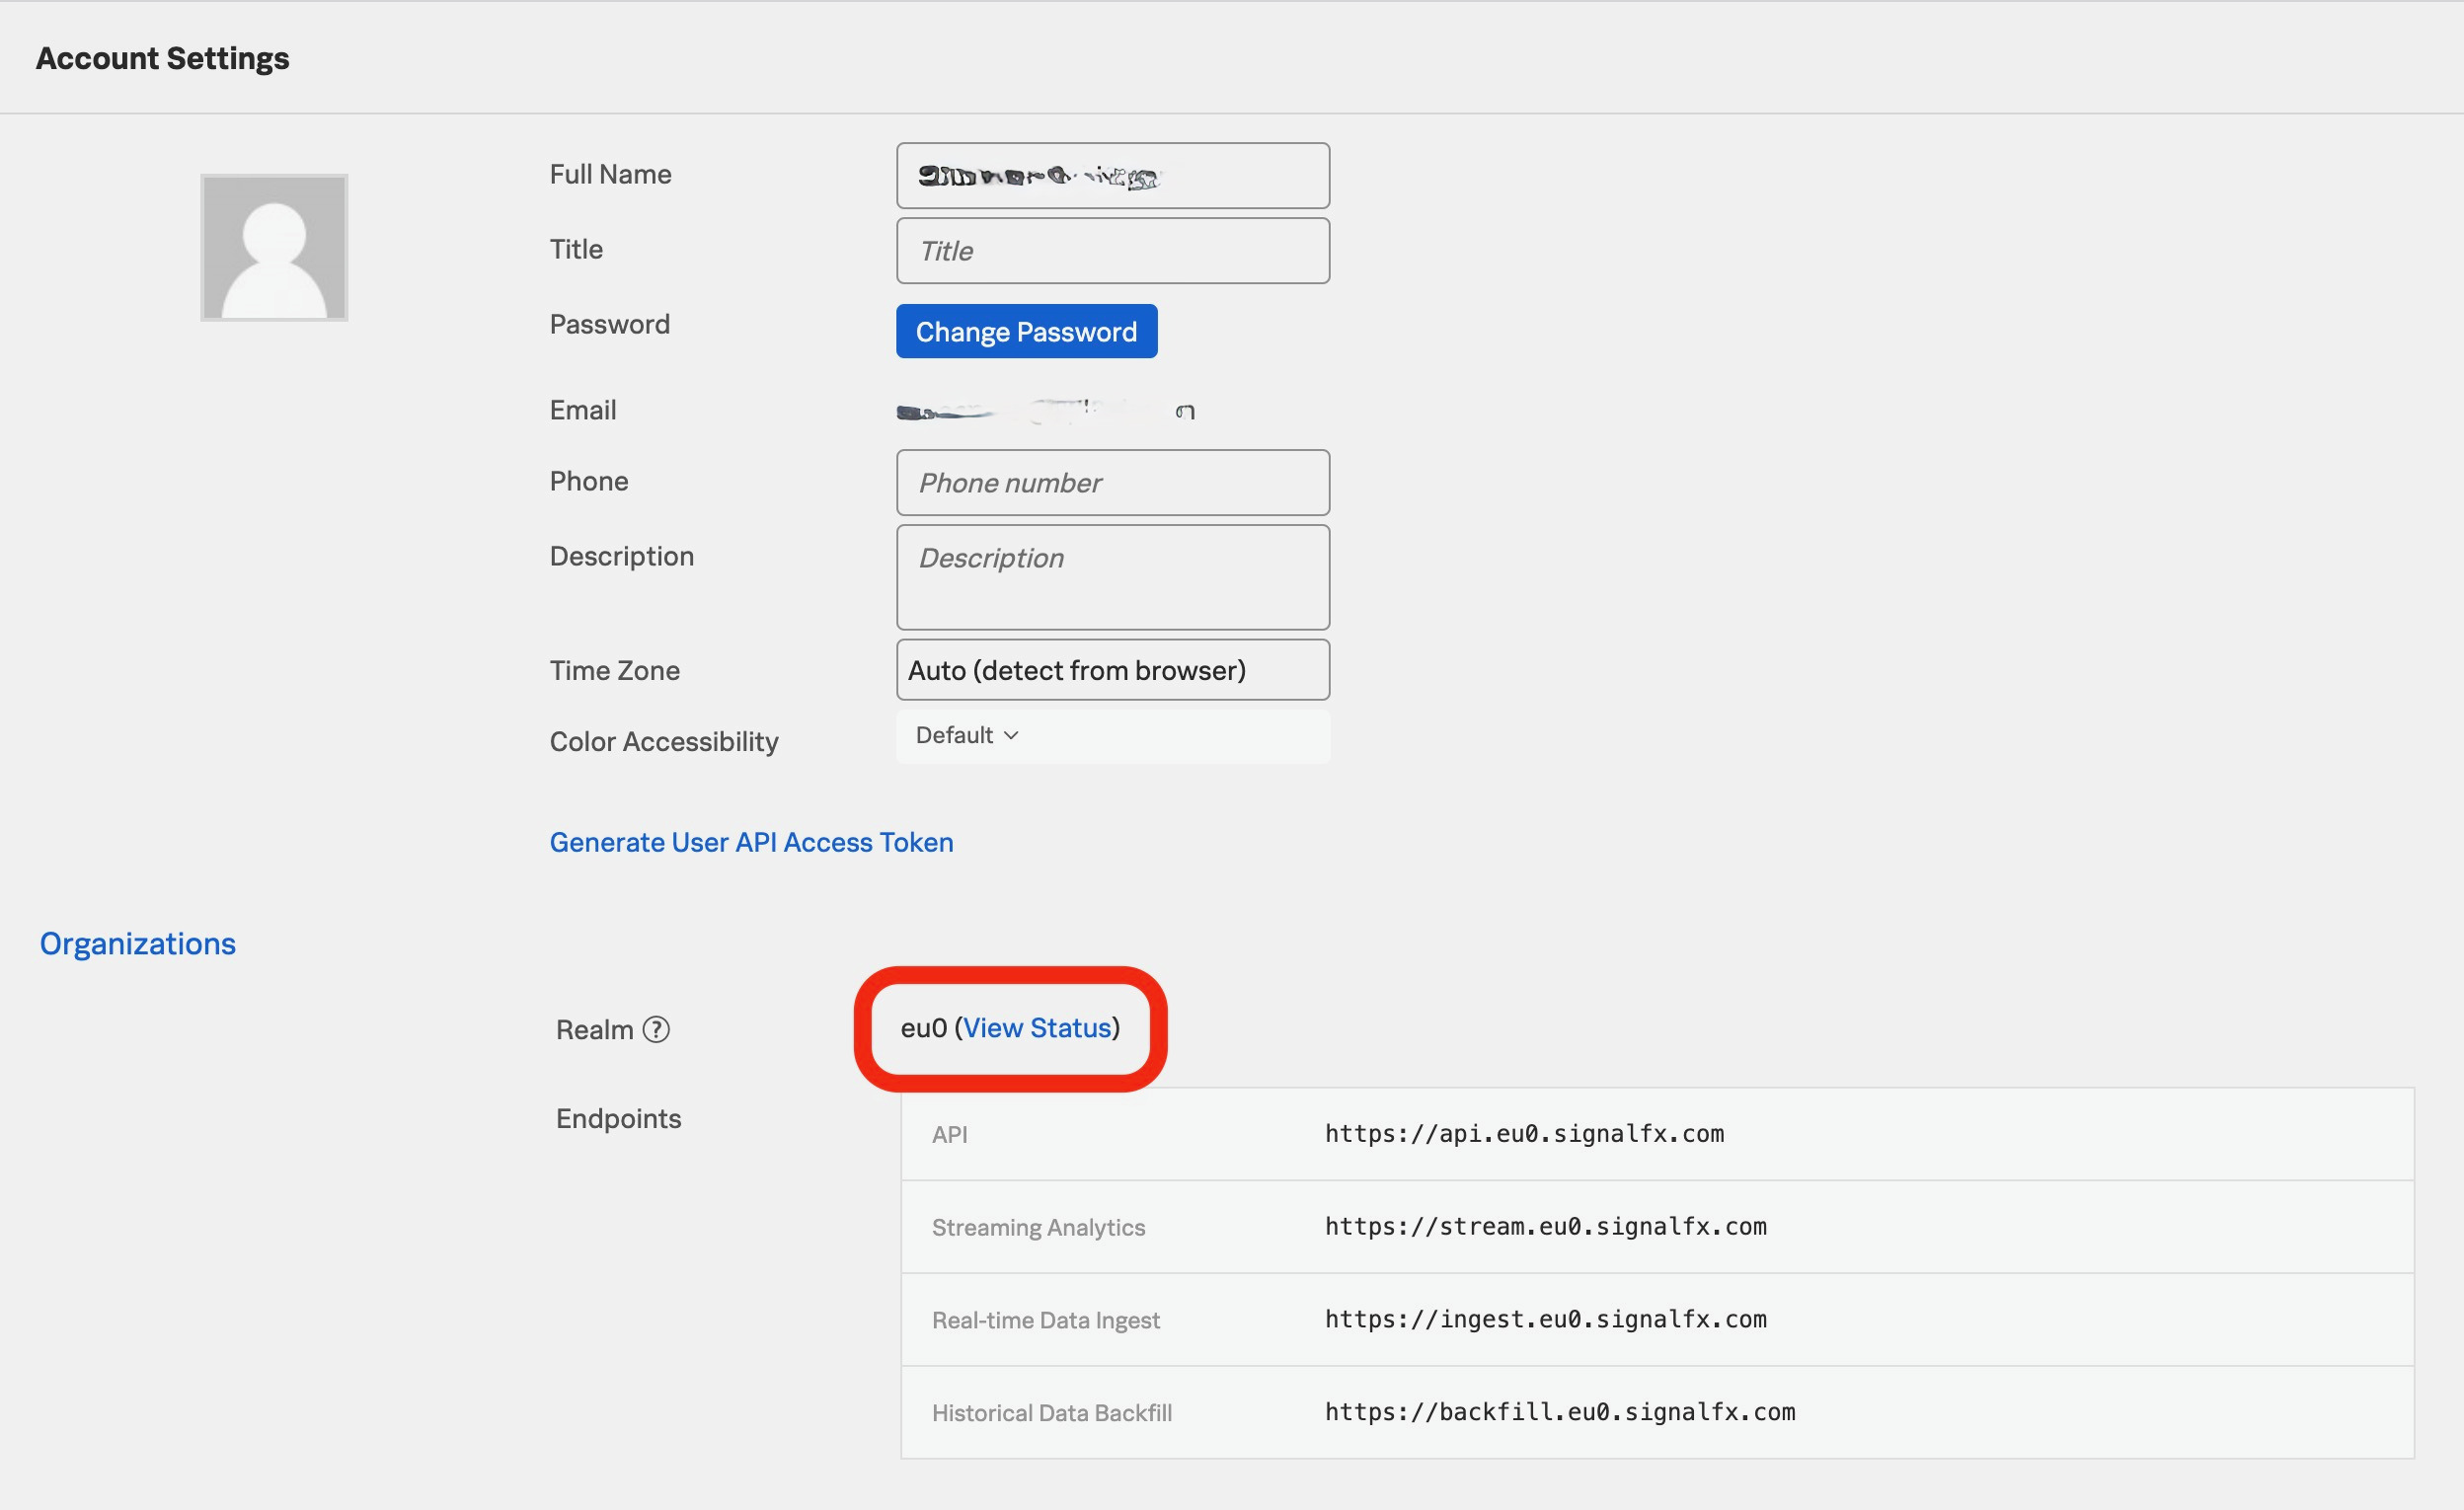 Account Settings
Full Name
Title Title
Password Change Password
Email
Phone Phone number
Description Description
Time Zone Auto (detect from browser)
Color Accessibility Default
Generate User API Access Token
Organizations
Realm ? eu0 (View Status)
Endpoints
API https://api.eu0.signalfx.com
Streaming Analytics https://stream.eu0.signalfx.com
Real-time Data Ingest https://ingest.eu0.signalfx.com
Historical Data Backfill https://backfill.eu0.signalfx.com